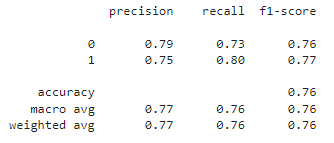 precision recall f1-score
0 0.79 0.73 0.76
1 0.75 0.80 0.77
accuracy 0.76
macro avg 0.77 0.76 0.76
weighted avg 0.77 0.76 0.76